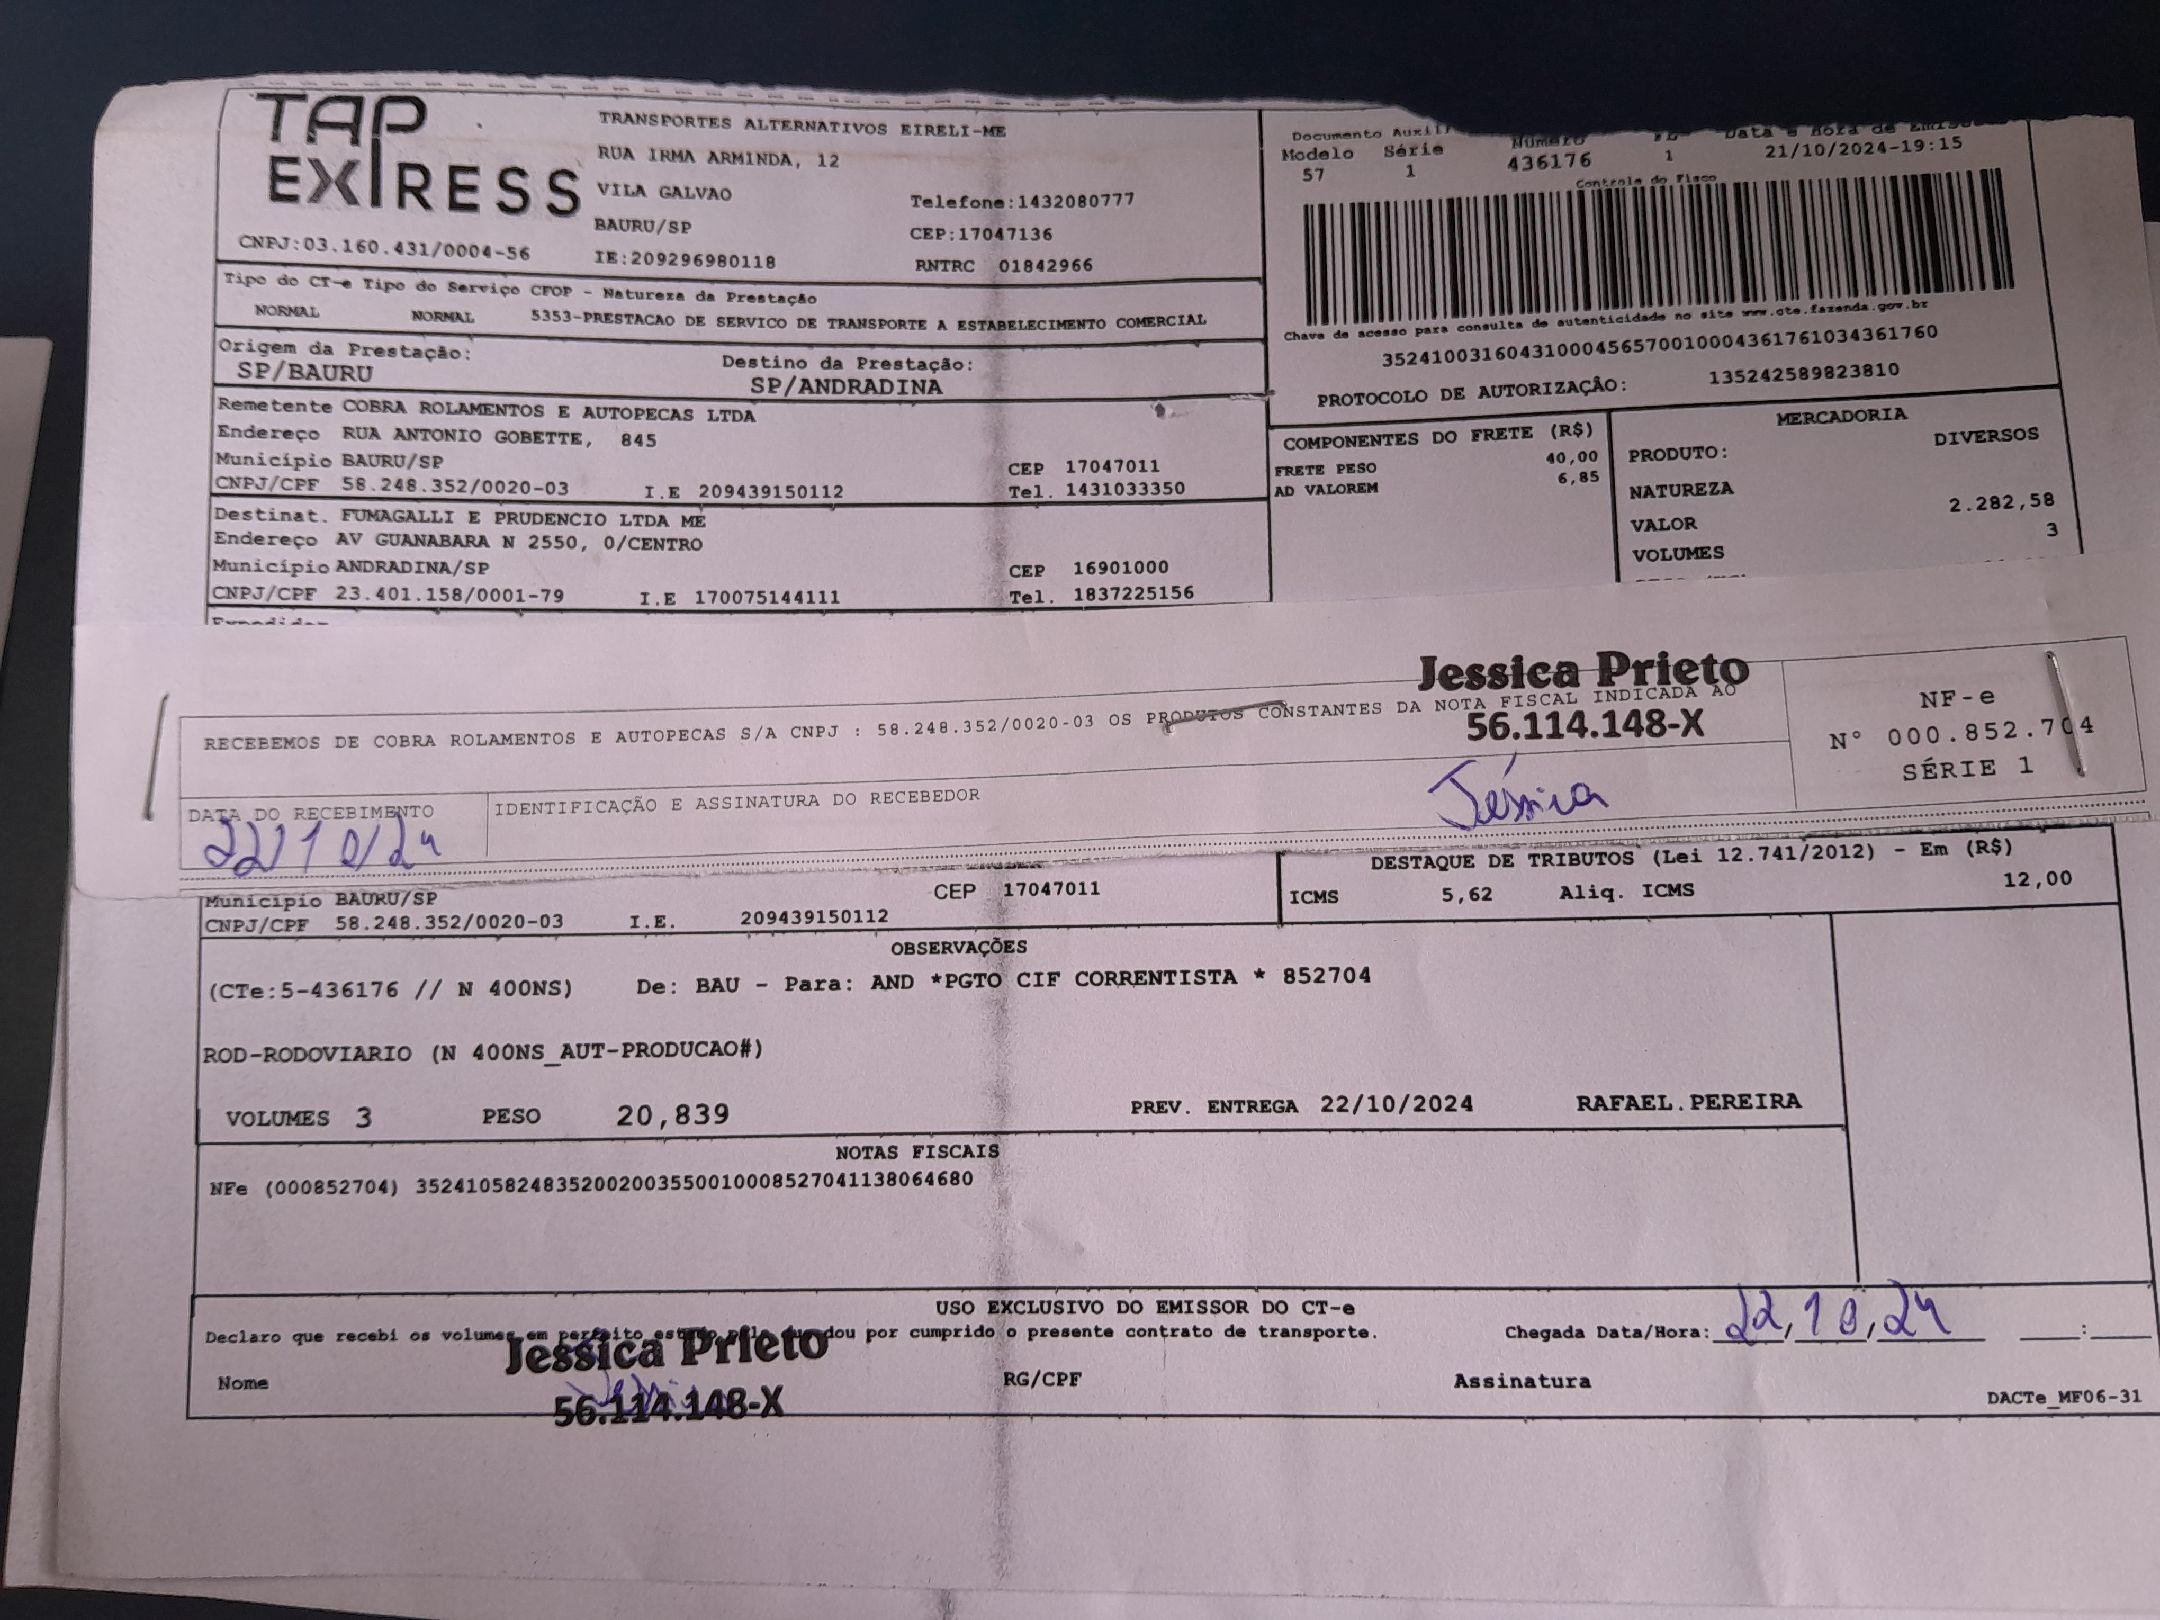 TAP
EXPRESS
TRANSPORTES ALTERNATIVOS EIRELI-ME
RUA IRMA ARMINDA, 12
VILA GALVAO
Telefone:1432080777
BAURU/SP
CEP:17047136
CNPJ:03.160.431/0004-56
IE:209296980118
RNTRC 01842966
Documento
Modelo Série Número Data e Hora de
57 1 436176 1 21/10/2024-19:15
Controle do Fisco
Chave de acesso para consulta de autenticidade no site www.cte.fazenda.gov.br
35241003160431000456570010004361761034361760
PROTOCOLO DE AUTORIZAÇÃO: 135242589823810
Tipo do CT-e Tipo do Serviço CFOP - Natureza da Prestação
NORMAL NORMAL 5353-PRESTACAO DE SERVICO DE TRANSPORTE A ESTABELECIMENTO COMERCIAL
Origem da Prestação: Destino da Prestação:
SP/BAURU SP/ANDRADINA
Remetente COBRA ROLAMENTOS E AUTOPECAS LTDA
Endereço RUA ANTONIO GOBETTE, 845
Município BAURU/SP CEP 17047011
CNPJ/CPF 58.248.352/0020-03 I.E 209439150112 Tel. 1431033350
Destinat. FUMAGALLI E PRUDENCIO LTDA ME
Endereço AV GUANABARA N 2550, 0/CENTRO
Município ANDRADINA/SP CEP 16901000
CNPJ/CPF 23.401.158/0001-79 I.E 170075144111 Tel. 1837225156
COMPONENTES DO FRETE (R$)
FRETE PESO 40,00
AD VALOREM 6,85
MERCADORIA
PRODUTO: DIVERSOS
NATUREZA
VALOR 2.282,58
VOLUMES 3
Jessica Prieto
56.114.148-X
RECEBEMOS DE COBRA ROLAMENTOS E AUTOPECAS S/A CNPJ : 58.248.352/0020-03 OS PRODUTOS CONSTANTES DA NOTA FISCAL INDICADA AO
NF-e
Nº 000.852.704
SÉRIE 1
DATA DO RECEBIMENTO IDENTIFICAÇÃO E ASSINATURA DO RECEBEDOR
22/10/24
Jéssica
Município BAURU/SP CEP 17047011
CNPJ/CPF 58.248.352/0020-03 I.E. 209439150112
DESTAQUE DE TRIBUTOS (Lei 12.741/2012) - Em (R$)
ICMS 5,62 Aliq. ICMS 12,00
OBSERVAÇÕES
(CTe:5-436176 // N 400NS) De: BAU - Para: AND *PGTO CIF CORRENTISTA * 852704
ROD-RODOVIARIO (N 400NS_AUT-PRODUCAO#)
VOLUMES 3 PESO 20,839 PREV. ENTREGA 22/10/2024 RAFAEL.PEREIRA
NOTAS FISCAIS
NFe (000852704) 35241058248352002003550010008527041138064680
USO EXCLUSIVO DO EMISSOR DO CT-e
Declaro que recebi os volumes em perfeito estado pelo que dou por cumprido o presente contrato de transporte. Chegada Data/Hora: 22/10/24 :
Jessica Prieto
56.114.148-X
Nome RG/CPF Assinatura
DACTe_MF06-31